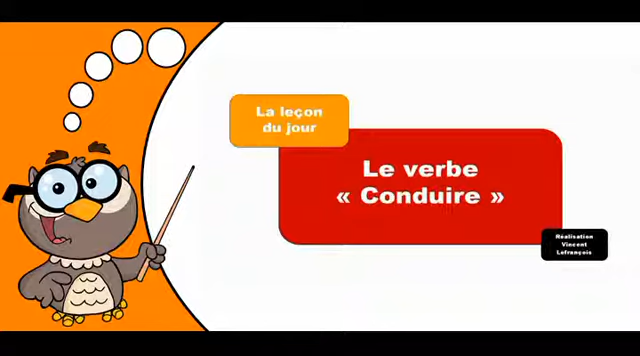 La leçon
du jour
Le verbe
« Conduire »
Réalisation
Vincent
Lefrançois